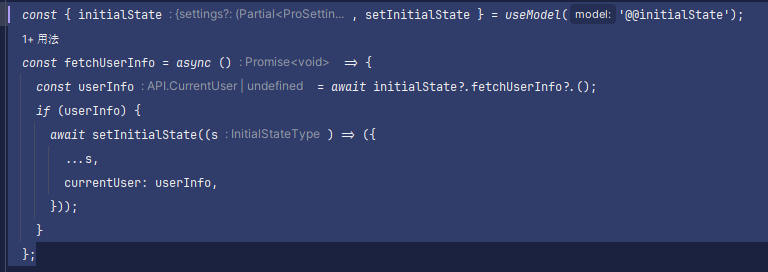 const { initialState : {settings?: (Partial<ProSettin... , setInitialState } = useModel( model: '@@initialState');
1+ 用法
const fetchUserInfo = async () : Promise<void> => {
const userInfo : API.CurrentUser | undefined = await initialState?.fetchUserInfo?.();
if (userInfo) {
await setInitialState((s : InitialStateType ) => ({
...s,
currentUser: userInfo,
}));
}
};